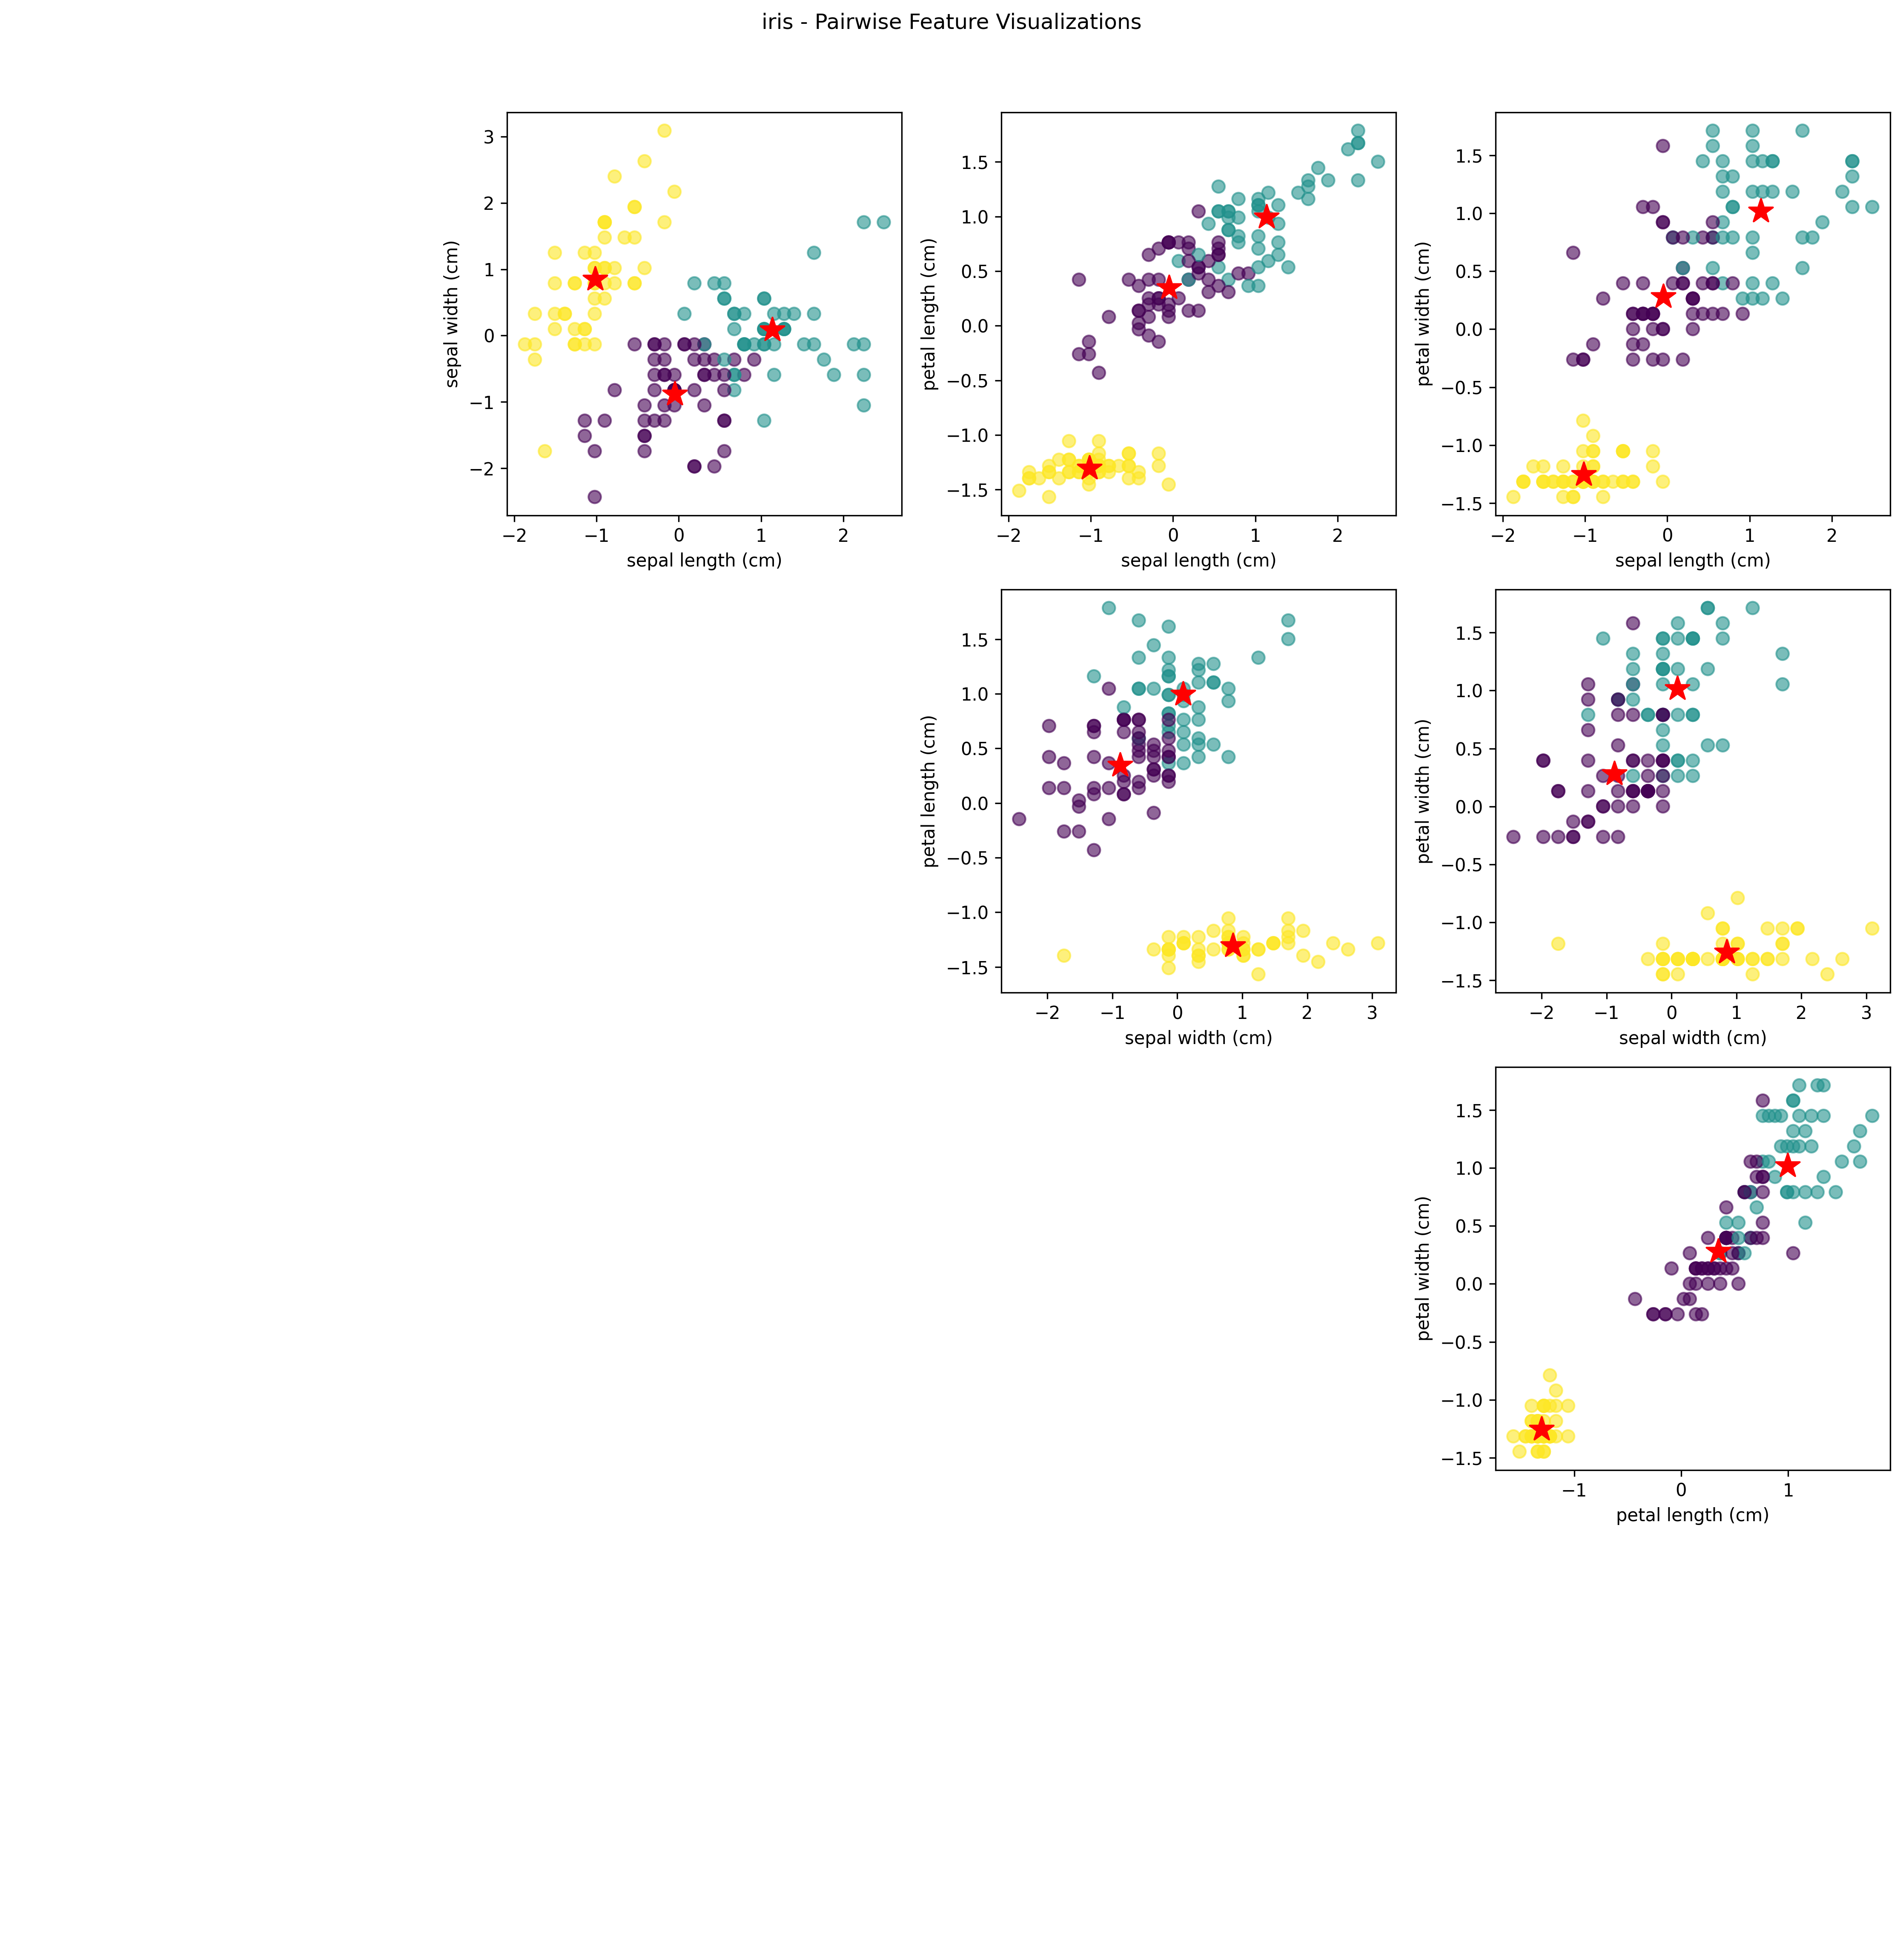 iris - Pairwise Feature Visualizations
3
2
1
0
−1
−2
sepal width (cm)
−2 −1 0 1 2
sepal length (cm)
1.5
1.0
0.5
0.0
−0.5
−1.0
−1.5
petal length (cm)
−2 −1 0 1 2
sepal length (cm)
1.5
1.0
0.5
0.0
−0.5
−1.0
−1.5
petal width (cm)
−2 −1 0 1 2
sepal length (cm)
1.5
1.0
0.5
0.0
−0.5
−1.0
−1.5
petal length (cm)
−2 −1 0 1 2 3
sepal width (cm)
1.5
1.0
0.5
0.0
−0.5
−1.0
−1.5
petal width (cm)
−2 −1 0 1 2 3
sepal width (cm)
1.5
1.0
0.5
0.0
−0.5
−1.0
−1.5
petal width (cm)
−1 0 1
petal length (cm)